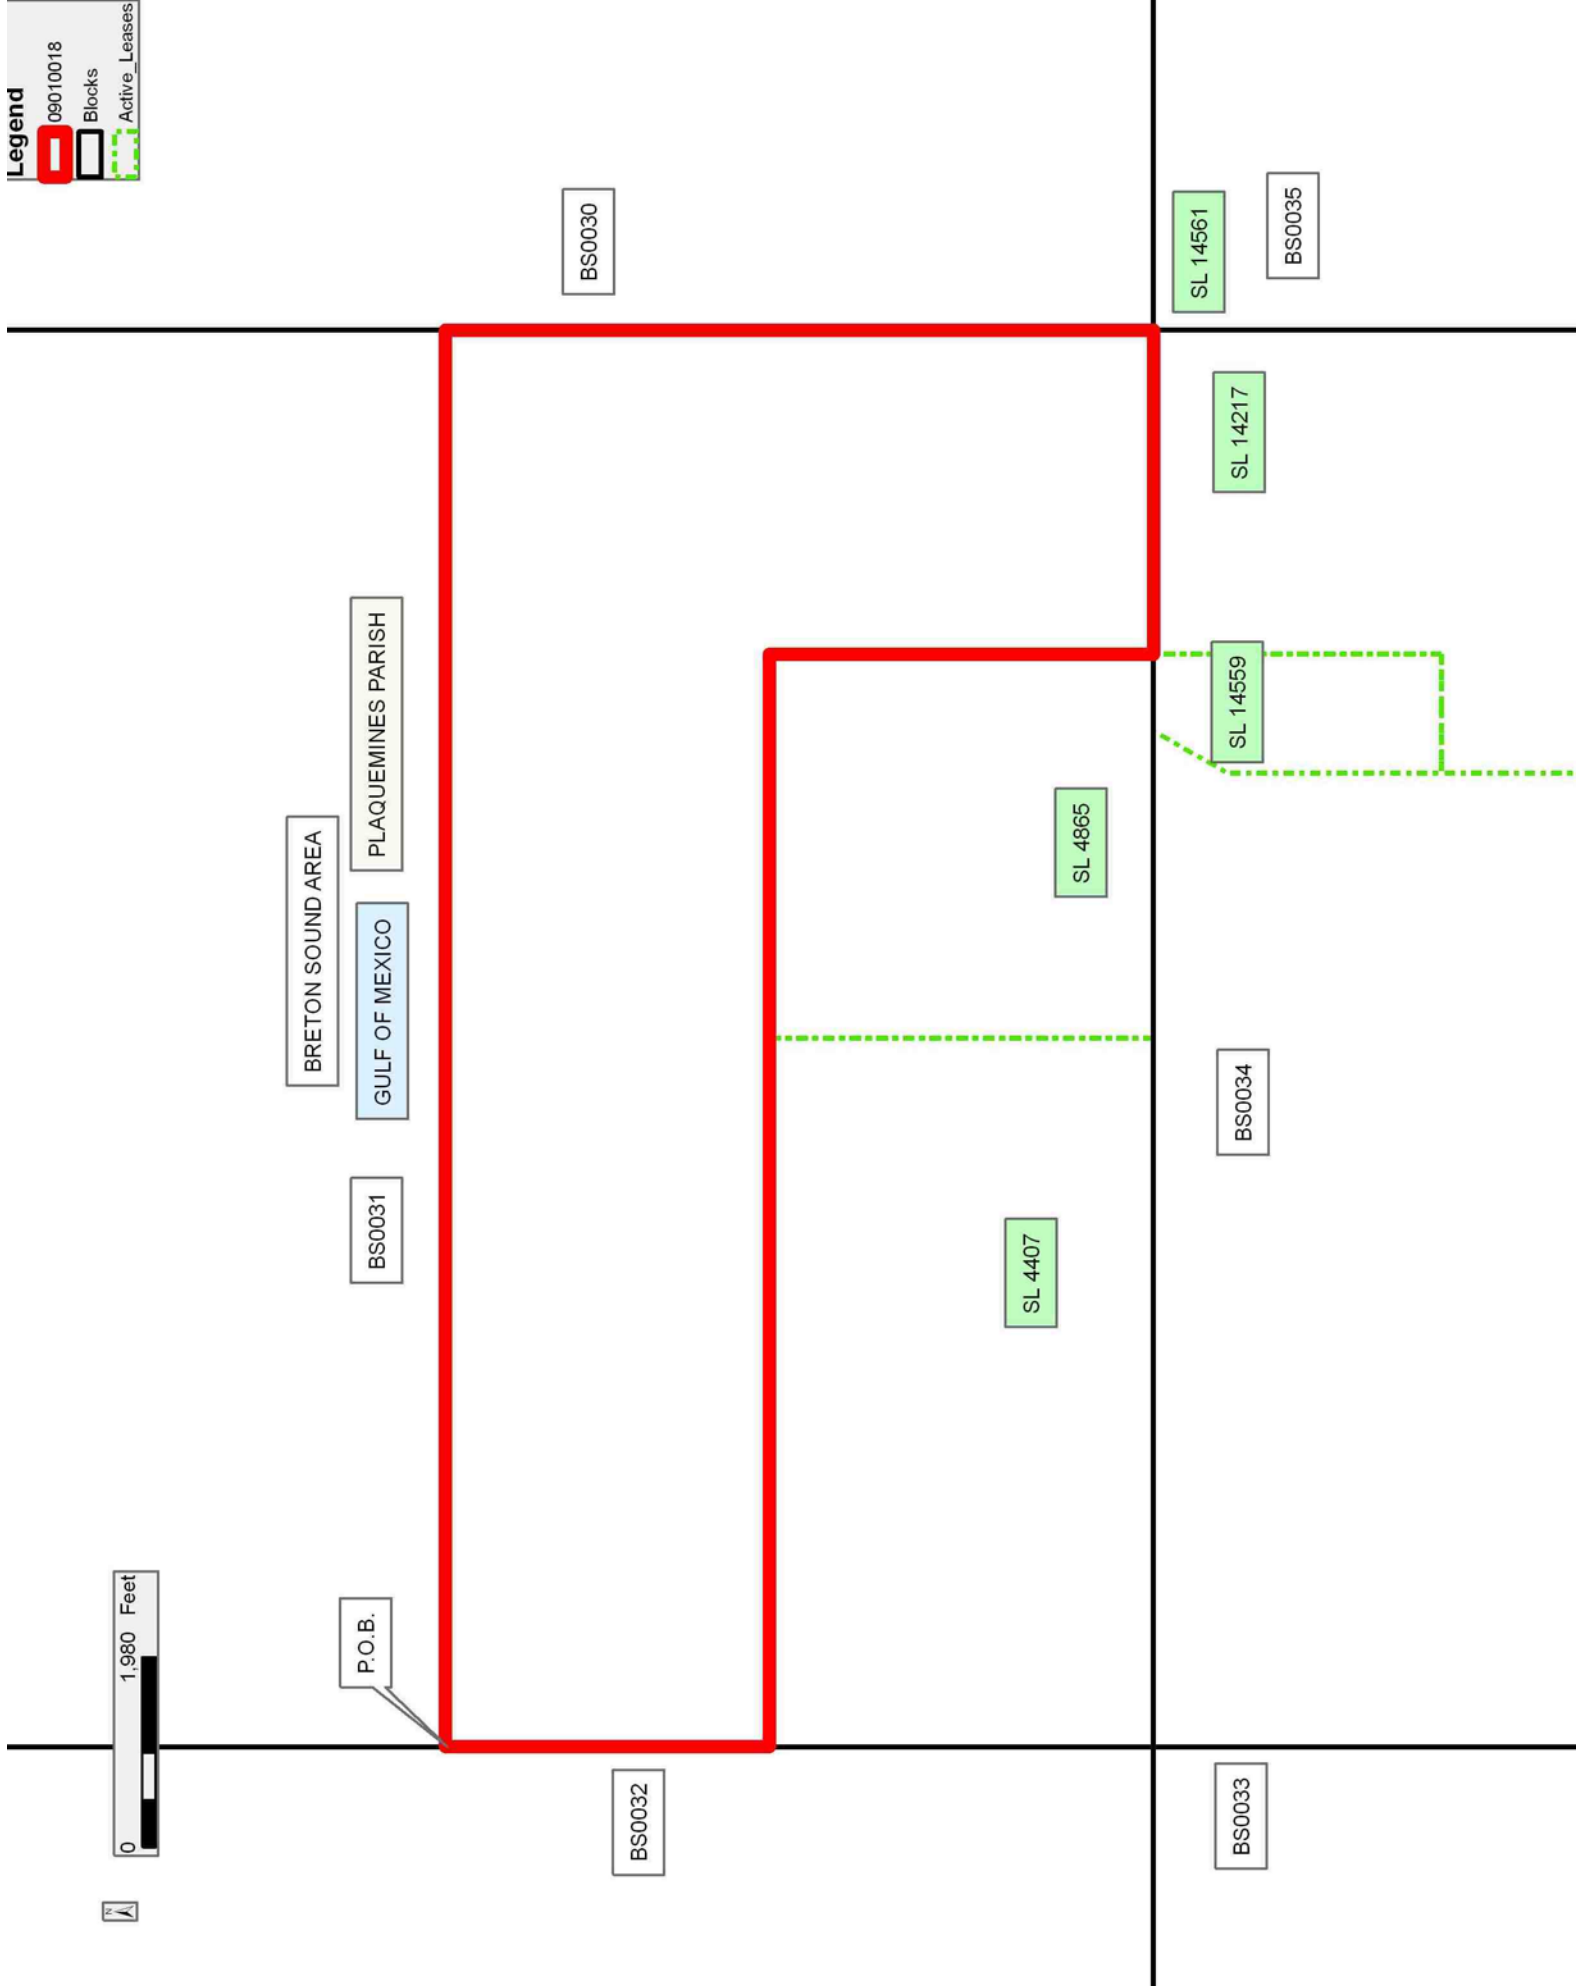 Legend
09010018
Blocks
Active_Leases
N
0 1,980 Feet
P.O.B.
BRETON SOUND AREA
BS0031
GULF OF MEXICO
PLAQUEMINES PARISH
BS0030
BS0032
SL 4407
SL 4865
SL 14561
SL 14217
SL 14559
BS0033
BS0034
BS0035